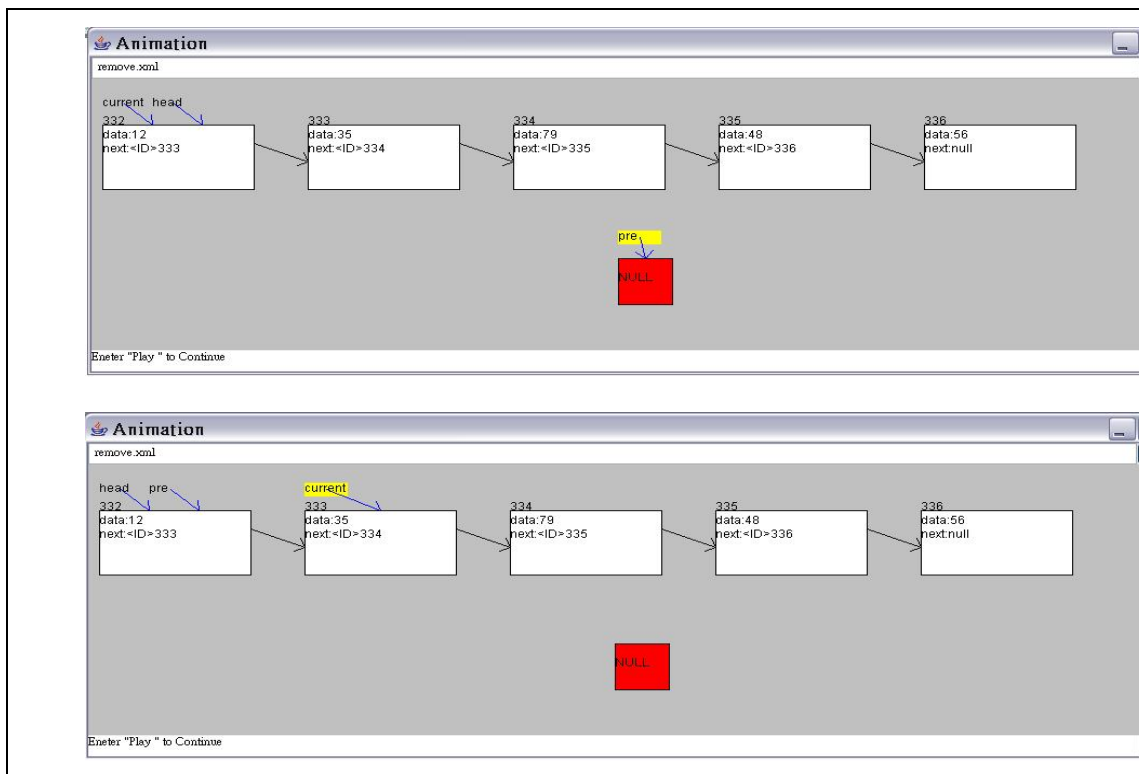 Animation
remove.xml
current head
332 333 334 335 336
data:12 data:35 data:79 data:48 data:56
next:<ID>333 next:<ID>334 next:<ID>335 next:<ID>336 next:null
pre
NULL
Eneter "Play " to Continue
Animation
remove.xml
head pre current
332 333 334 335 336
data:12 data:35 data:79 data:48 data:56
next:<ID>333 next:<ID>334 next:<ID>335 next:<ID>336 next:null
NULL
Eneter "Play " to Continue